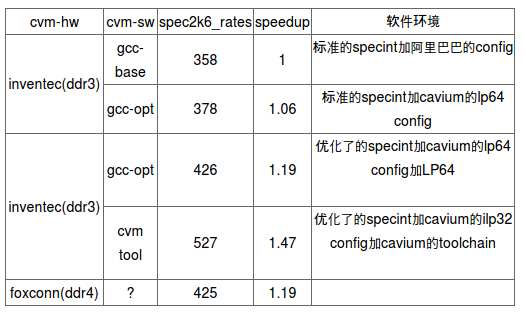 cvm-hw cvm-sw spec2k6_rates speedup 软件环境
inventec(ddr3)
gcc-
base
358 1
标准的specint加阿里巴巴的config
gcc-opt 378 1.06
标准的specint加cavium的lp64
config
inventec(ddr3)
gcc-opt 426 1.19
优化了的specint加cavium的lp64
config加LP64
cvm
tool
527 1.47
优化了的specint加cavium的ilp32
config加cavium的toolchain
foxconn(ddr4) ? 425 1.19